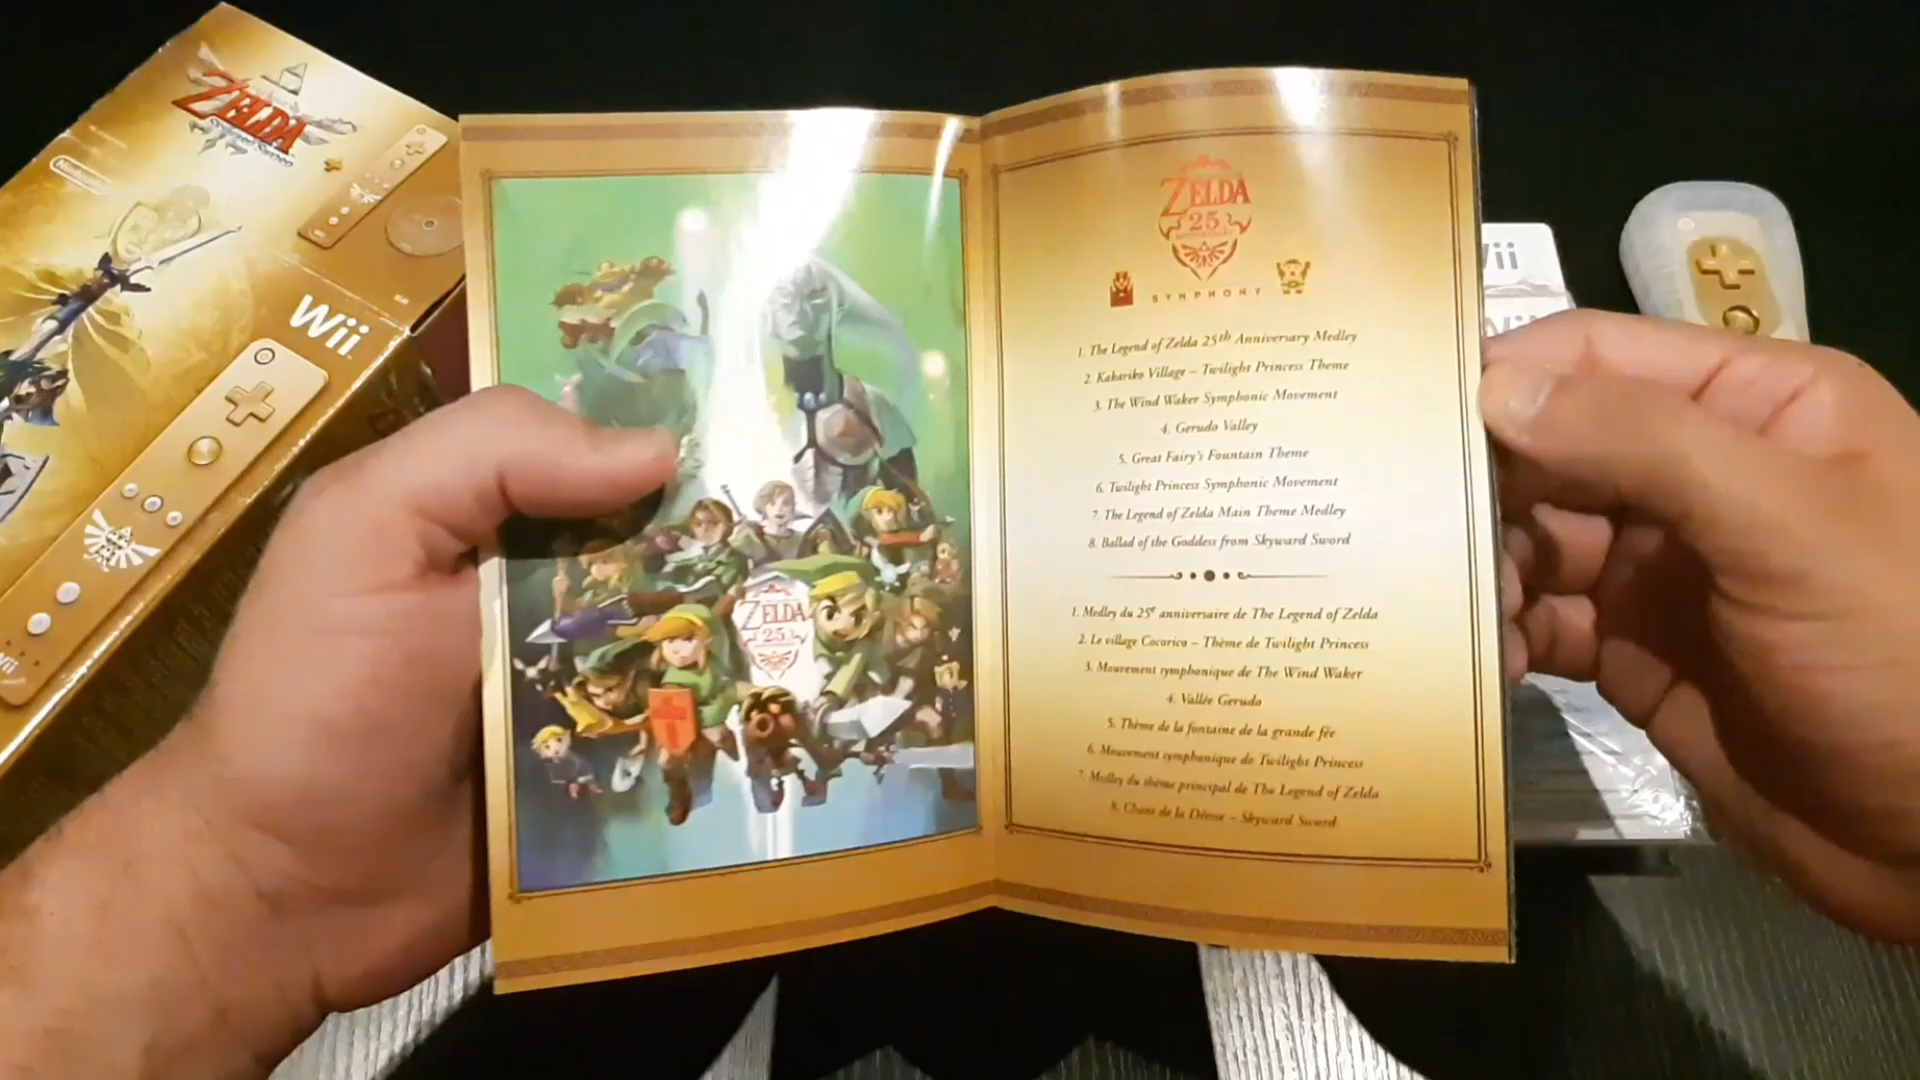 ZELDA
Nintendo
Wii
ZELDA
25
ZELDA
25
SYMPHONY
1. The Legend of Zelda 25th Anniversary Medley
2. Kakariko Village – Twilight Princess Theme
3. The Wind Waker Symphonic Movement
4. Gerudo Valley
5. Great Fairy's Fountain Theme
6. Twilight Princess Symphonic Movement
7. The Legend of Zelda Main Theme Medley
8. Ballad of the Goddess from Skyward Sword
1. Medley du 25e anniversaire de The Legend of Zelda
2. Le village Cocorico – Thème de Twilight Princess
3. Mouvement symphonique de The Wind Waker
4. Vallée Gerudo
5. Thème de la fontaine de la grande fée
6. Mouvement symphonique de Twilight Princess
7. Medley du thème principal de The Legend of Zelda
8. Chant de la Déesse – Skyward Sword